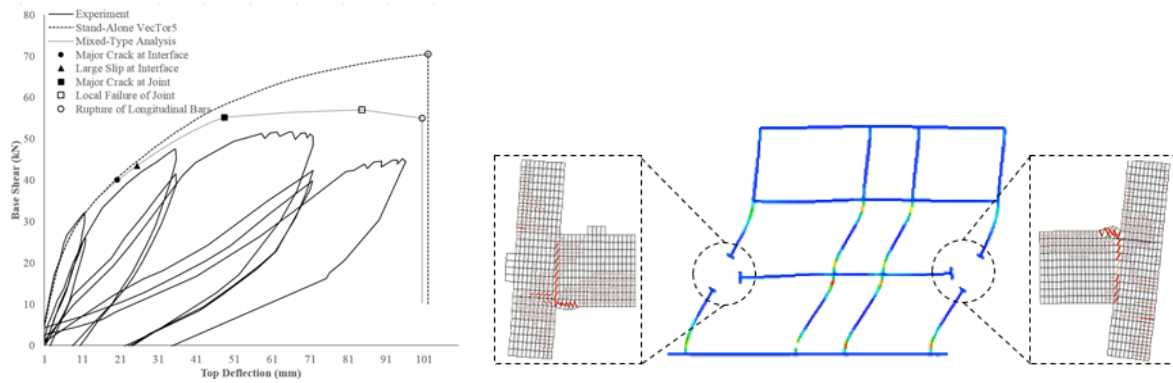 80
70
60
50
40
30
20
10
0
Base Shear (kN)
Experiment
Stand-Alone VecTor5
Mixed-Type Analysis
Major Crack at Interface
Large Slip at Interface
Major Crack at Joint
Local Failure of Joint
Rupture of Longitudinal Bars
1 11 21 31 41 51 61 71 81 91 101
Top Deflection (mm)